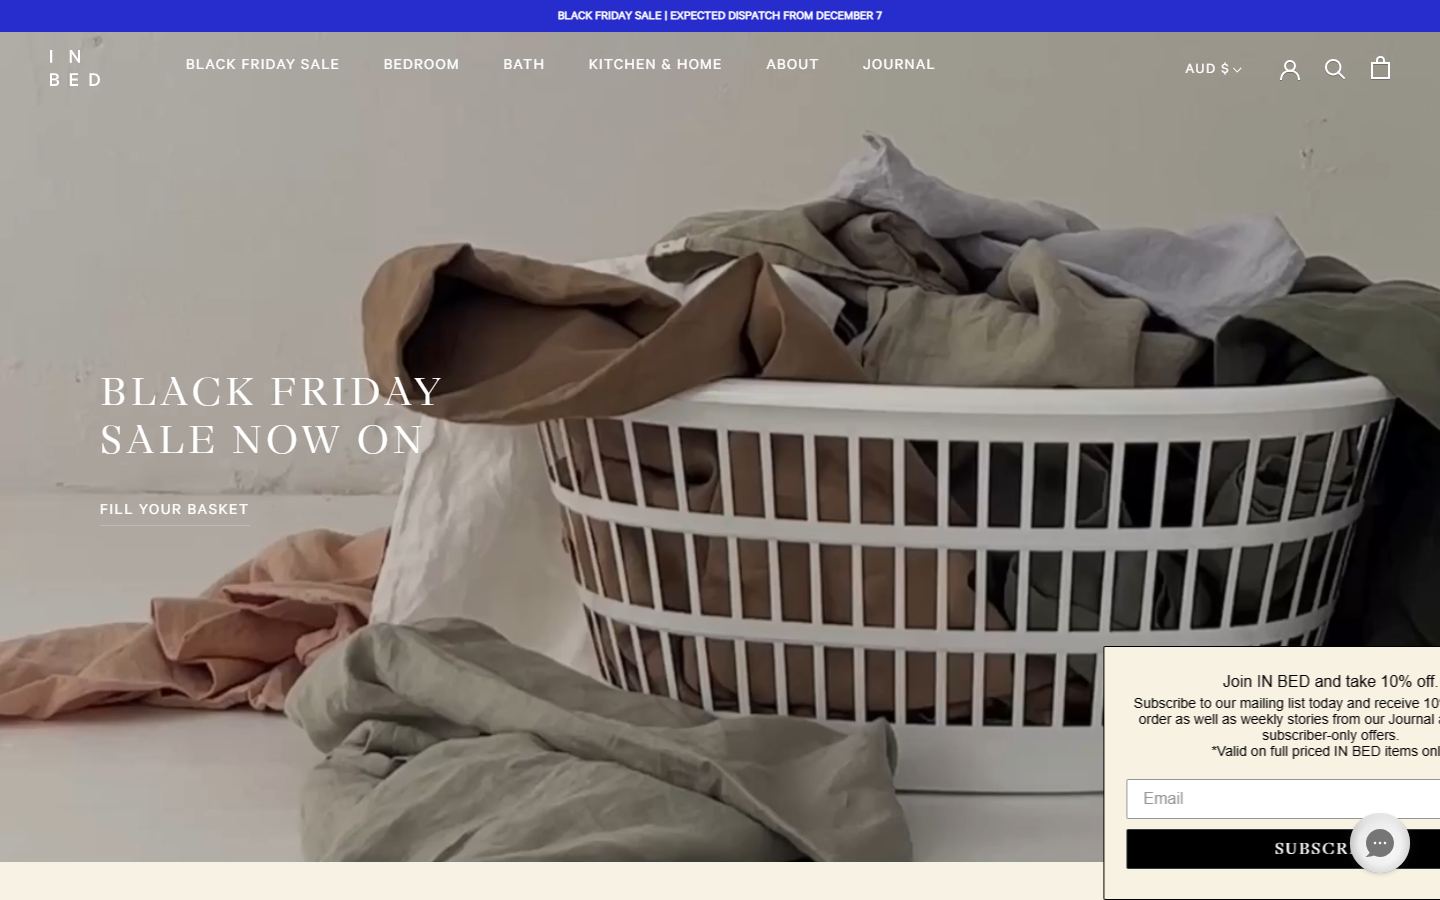 BLACK FRIDAY SALE | EXPECTED DISPATCH FROM DECEMBER 7
IN
BED
BLACK FRIDAY SALE
BEDROOM
BATH
KITCHEN & HOME
ABOUT
JOURNAL
AUD $
BLACK FRIDAY
SALE NOW ON
FILL YOUR BASKET
Join IN BED and take 10% off.
Subscribe to our mailing list today and receive
order as well as weekly stories from our Journal
subscriber-only offers.
*Valid on full priced IN BED items
Email